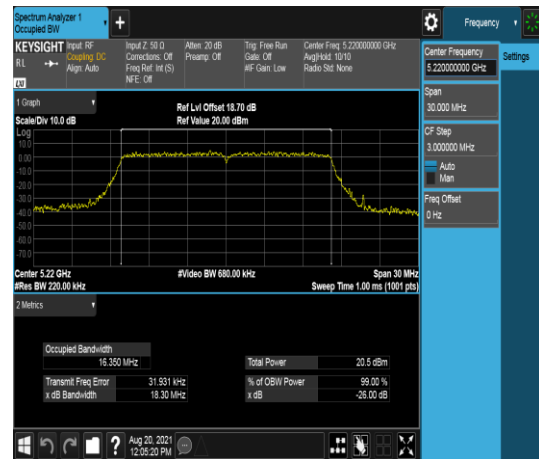 Spectrum Analyzer 1
Occupied BW
+
Frequency
KEYSIGHT
RL
Input: RF
Coupling: DC
Align: Auto
Input Z: 50 Ω
Corrections: Off
Freq Ref: Int (S)
NFE: Off
Atten: 20 dB
Preamp: Off
Trig: Free Run
Gate: Off
#IF Gain: Low
Center Freq: 5.220000000 GHz
Avg|Hold: 10/10
Radio Std: None
LXI
Center Frequency
5.220000000 GHz
Settings
Span
30.000 MHz
CF Step
3.000000 MHz
Auto
Man
Freq Offset
0 Hz
1 Graph
Scale/Div 10.0 dB
Ref Lvl Offset 18.70 dB
Ref Value 20.00 dBm
Log
10.0
0.00
-10.0
-20.0
-30.0
-40.0
-50.0
-60.0
-70.0
Center 5.22 GHz
#Res BW 220.00 kHz
#Video BW 680.00 kHz
Span 30 MHz
Sweep Time 1.00 ms (1001 pts)
2 Metrics
Occupied Bandwidth
16.350 MHz
Total Power 20.5 dBm
Transmit Freq Error 31.931 kHz
% of OBW Power 99.00 %
x dB Bandwidth 18.30 MHz
x dB -26.00 dB
?
Aug 20, 2021
12:05:20 PM